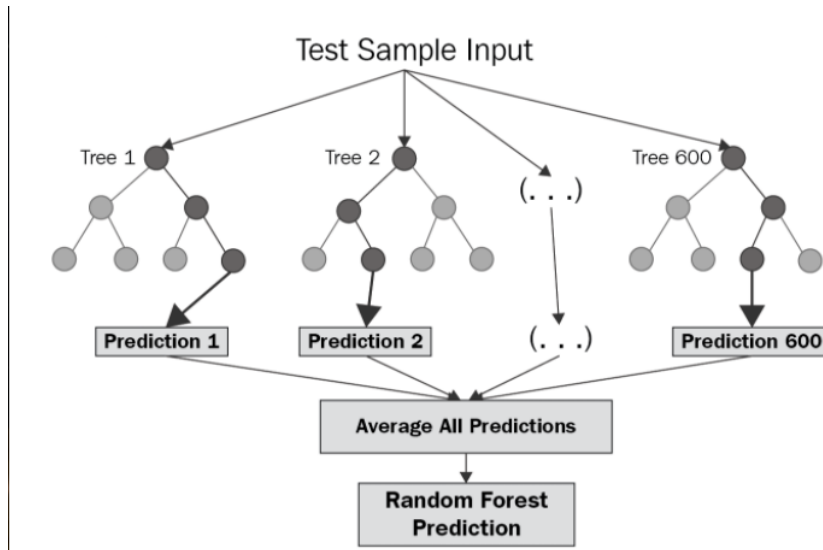 Test Sample Input
Tree 1
Tree 2
Tree 600
(. . .)
Prediction 1
Prediction 2
(. . .)
Prediction 600
Average All Predictions
Random Forest
Prediction